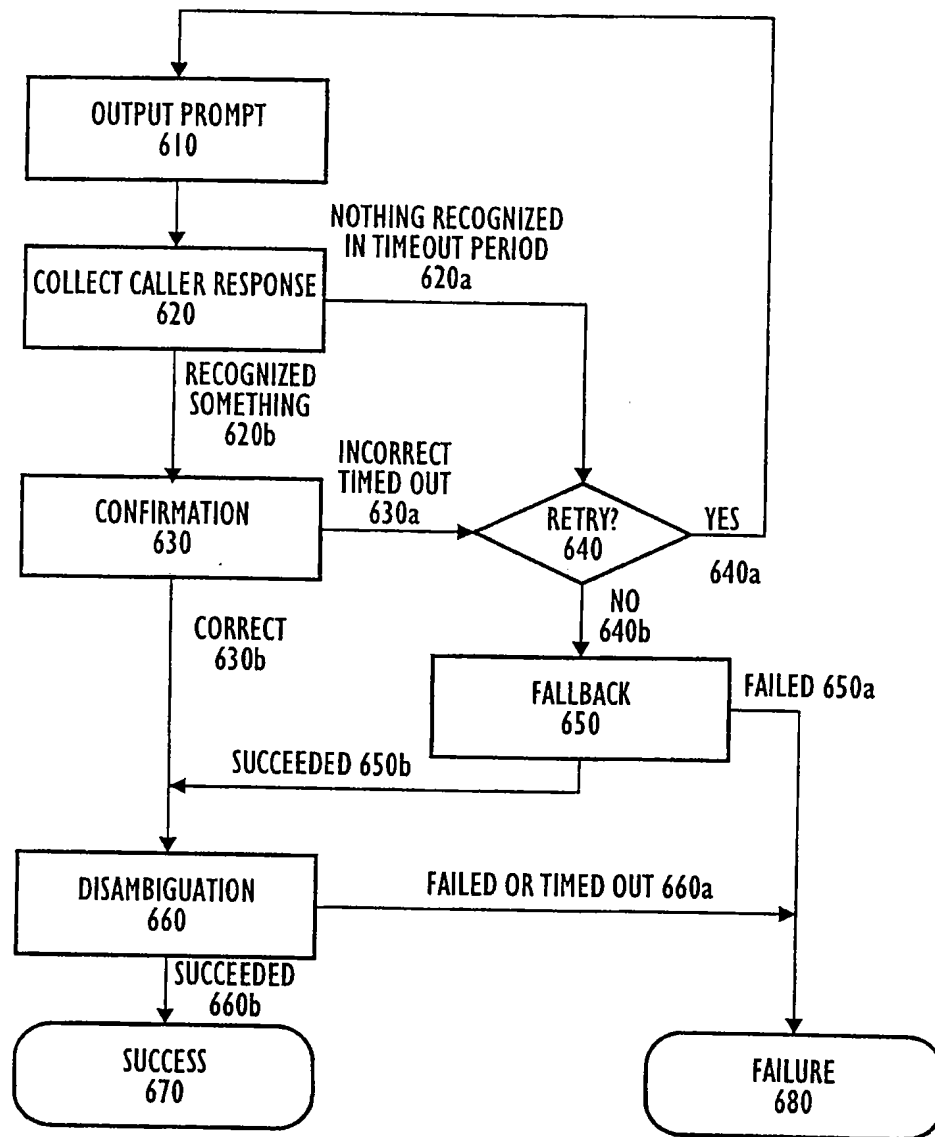 OUTPUT PROMPT
610
NOTHING RECOGNIZED
IN TIMEOUT PERIOD
620a
COLLECT CALLER RESPONSE
620
RECOGNIZED
SOMETHING
620b
INCORRECT
TIMED OUT
630a
CONFIRMATION
630
RETRY?
640
YES
640a
NO
640b
CORRECT
630b
FALLBACK
650
FAILED 650a
SUCCEEDED 650b
DISAMBIGUATION
660
FAILED OR TIMED OUT 660a
SUCCEEDED
660b
SUCCESS
670
FAILURE
680